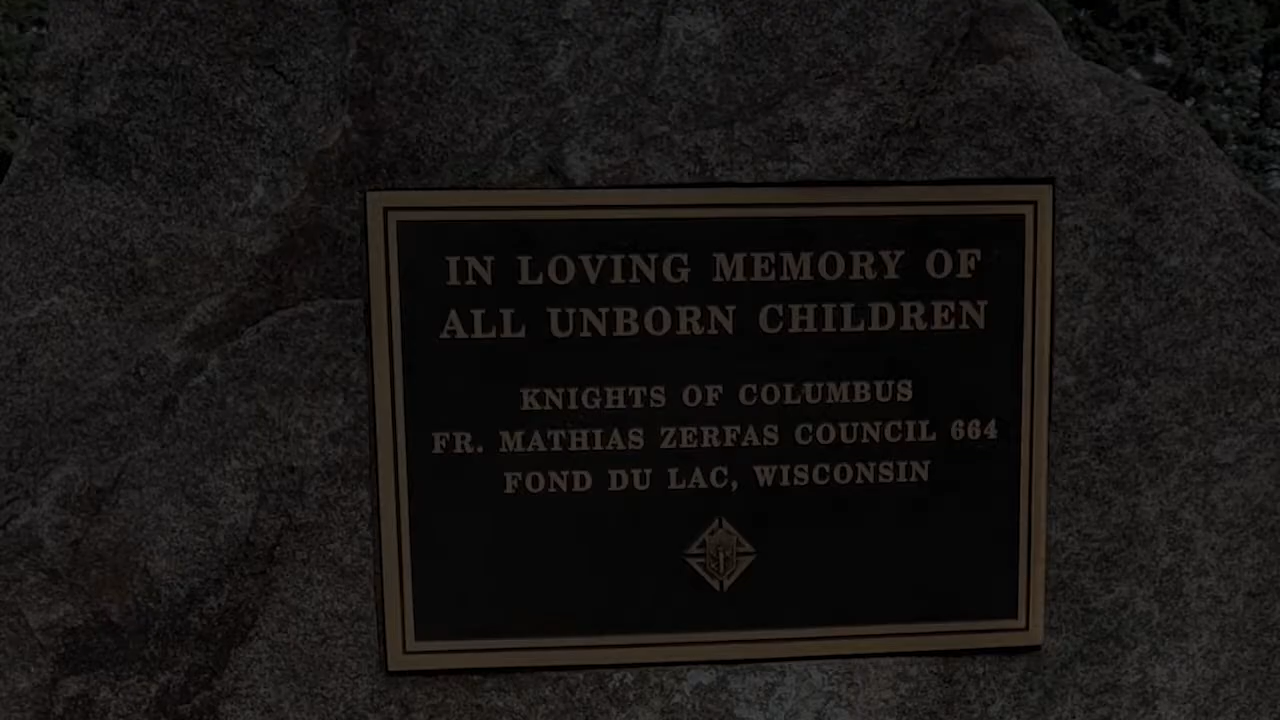 IN LOVING MEMORY OF
ALL UNBORN CHILDREN
KNIGHTS OF COLUMBUS
FR. MATHIAS ZERFAS COUNCIL 664
FOND DU LAC, WISCONSIN